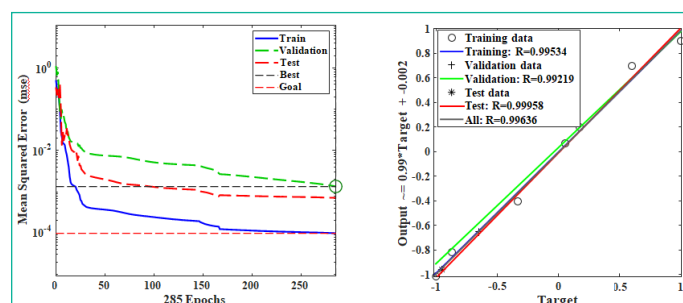 Mean Squared Error (mse)
10^0
10^-2
10^-4
Train
Validation
Test
Best
Goal
0
50
100
150
200
250
285 Epochs
Output ~= 0.99*Target + -0.002
1
0.8
0.6
0.4
0.2
0
-0.2
-0.4
-0.6
-0.8
-1
Training data
Training: R=0.99534
Validation data
Validation: R=0.99219
Test data
Test: R=0.99958
All: R=0.99636
-1
-0.5
0
0.5
1
Target